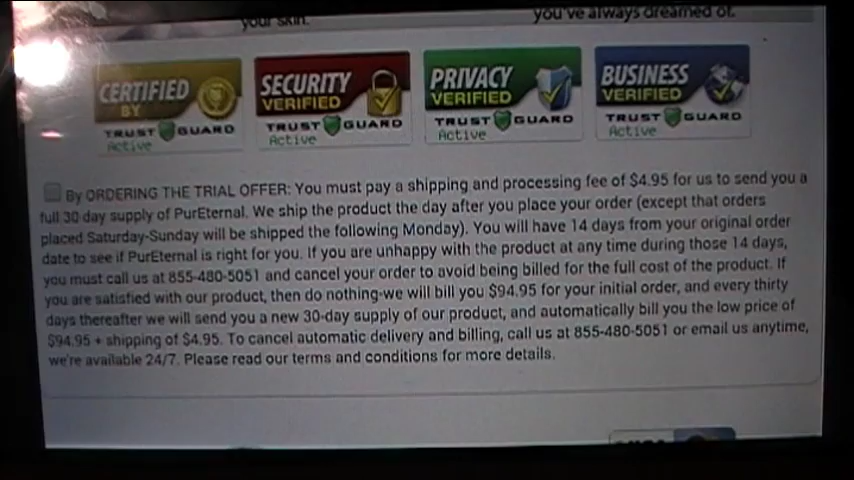 your skin.
you've always dreamed of.
CERTIFIED BY
TRUST GUARD
Active
SECURITY VERIFIED
TRUST GUARD
Active
PRIVACY VERIFIED
TRUST GUARD
Active
BUSINESS VERIFIED
TRUST GUARD
Active
By ORDERING THE TRIAL OFFER: You must pay a shipping and processing fee of $4.95 for us to send you a
full 30 day supply of PurEternal. We ship the product the day after you place your order (except that orders
placed Saturday-Sunday will be shipped the following Monday). You will have 14 days from your original order
date to see if PurEternal is right for you. If you are unhappy with the product at any time during those 14 days,
you must call us at 855-480-5051 and cancel your order to avoid being billed for the full cost of the product. If
you are satisfied with our product, then do nothing-we will bill you $94.95 for your initial order, and every thirty
days thereafter we will send you a new 30-day supply of our product, and automatically bill you the low price of
$94.95 + shipping of $4.95. To cancel automatic delivery and billing, call us at 855-480-5051 or email us anytime,
we're available 24/7. Please read our terms and conditions for more details.